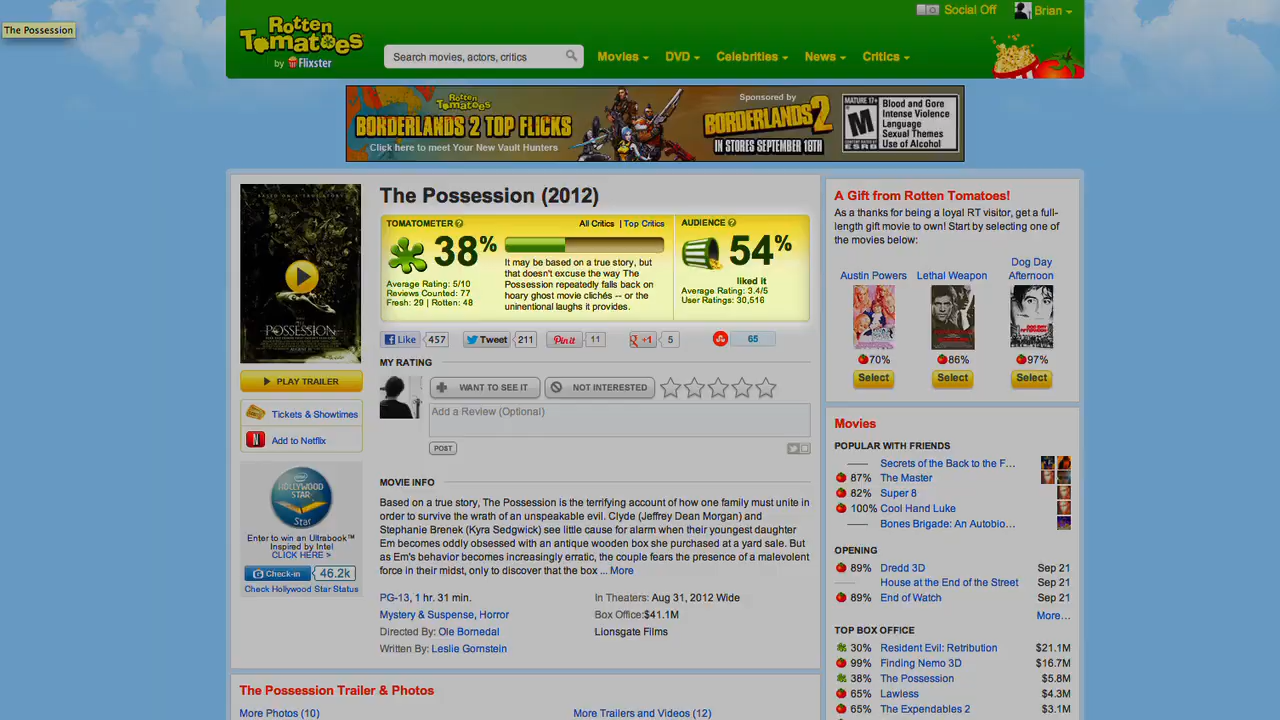 The Possession
Rotten
Tomatoes
by Flixster
Search movies, actors, critics
Movies
DVD
Celebrities
News
Critics
Social Off
Brian
Rotten
Tomatoes
BORDERLANDS 2 TOP FLICKS
Click here to meet Your New Vault Hunters
Sponsored by
BORDERLANDS 2
IN STORES SEPTEMBER 18TH
MATURE 17+
M
ESRB
Blood and Gore
Intense Violence
Language
Sexual Themes
Use of Alcohol
POSSESSION
PLAY TRAILER
Tickets & Showtimes
N Add to Netflix
intel
HOLLYWOOD
STAR
Star
Enter to win an Ultrabook™
Inspired by Intel
CLICK HERE >
Check-in 46.2k
Check Hollywood Star Status
The Possession (2012)
TOMATOMETER ?
All Critics | Top Critics
38%
Average Rating: 5/10
Reviews Counted: 77
Fresh: 29 | Rotten: 48
It may be based on a true story, but
that doesn't excuse the way The
Possession repeatedly falls back on
hoary ghost movie clichés -- or the
uninentional laughs it provides.
AUDIENCE ?
54%
liked it
Average Rating: 3.4/5
User Ratings: 30,516
Like 457 Tweet 211 Pin it 11 +1 5 65
MY RATING
WANT TO SEE IT
NOT INTERESTED
Add a Review (Optional)
POST
MOVIE INFO
Based on a true story, The Possession is the terrifying account of how one family must unite in
order to survive the wrath of an unspeakable evil. Clyde (Jeffrey Dean Morgan) and
Stephanie Brenek (Kyra Sedgwick) see little cause for alarm when their youngest daughter
Em becomes oddly obsessed with an antique wooden box she purchased at a yard sale. But
as Em's behavior becomes increasingly erratic, the couple fears the presence of a malevolent
force in their midst, only to discover that the box ... More
PG-13, 1 hr. 31 min.
Mystery & Suspense, Horror
Directed By: Ole Bornedal
Written By: Leslie Gornstein
In Theaters: Aug 31, 2012 Wide
Box Office:$41.1M
Lionsgate Films
The Possession Trailer & Photos
More Photos (10)
More Trailers and Videos (12)
A Gift from Rotten Tomatoes!
As a thanks for being a loyal RT visitor, get a full-
length gift movie to own! Start by selecting one of
the movies below:
Austin Powers
70%
Select
Lethal Weapon
86%
Select
Dog Day
Afternoon
97%
Select
Movies
POPULAR WITH FRIENDS
Secrets of the Back to the F...
87% The Master
82% Super 8
100% Cool Hand Luke
Bones Brigade: An Autobio...
OPENING
89% Dredd 3D Sep 21
House at the End of the Street Sep 21
89% End of Watch Sep 21
More...
TOP BOX OFFICE
30% Resident Evil: Retribution $21.1M
99% Finding Nemo 3D $16.7M
38% The Possession $5.8M
65% Lawless $4.3M
65% The Expendables 2 $3.1M